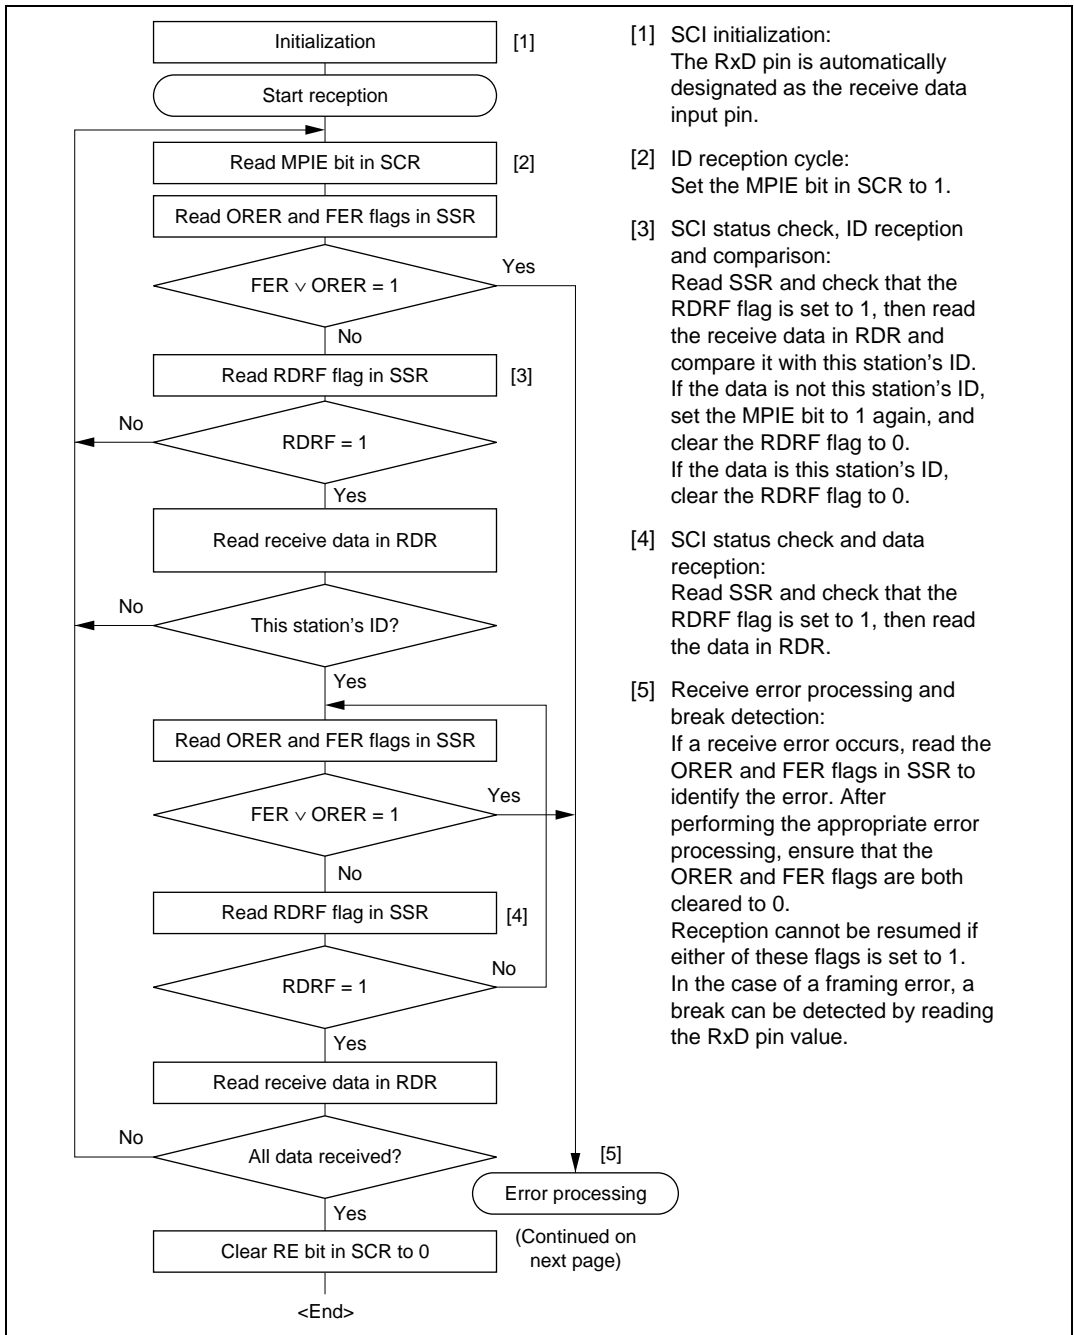 Initialization
[1]
Start reception
Read MPIE bit in SCR
[2]
Read ORER and FER flags in SSR
FER ∨ ORER = 1
Yes
No
Read RDRF flag in SSR
[3]
RDRF = 1
No
Yes
Read receive data in RDR
This station's ID?
No
Yes
Read ORER and FER flags in SSR
FER ∨ ORER = 1
Yes
No
Read RDRF flag in SSR
[4]
RDRF = 1
No
Yes
Read receive data in RDR
All data received?
No
Yes
[5]
Error processing
(Continued on
next page)
Clear RE bit in SCR to 0
<End>
[1] SCI initialization:
The RxD pin is automatically
designated as the receive data
input pin.
[2] ID reception cycle:
Set the MPIE bit in SCR to 1.
[3] SCI status check, ID reception
and comparison:
Read SSR and check that the
RDRF flag is set to 1, then read
the receive data in RDR and
compare it with this station's ID.
If the data is not this station's ID,
set the MPIE bit to 1 again, and
clear the RDRF flag to 0.
If the data is this station's ID,
clear the RDRF flag to 0.
[4] SCI status check and data
reception:
Read SSR and check that the
RDRF flag is set to 1, then read
the data in RDR.
[5] Receive error processing and
break detection:
If a receive error occurs, read the
ORER and FER flags in SSR to
identify the error. After
performing the appropriate error
processing, ensure that the
ORER and FER flags are both
cleared to 0.
Reception cannot be resumed if
either of these flags is set to 1.
In the case of a framing error, a
break can be detected by reading
the RxD pin value.